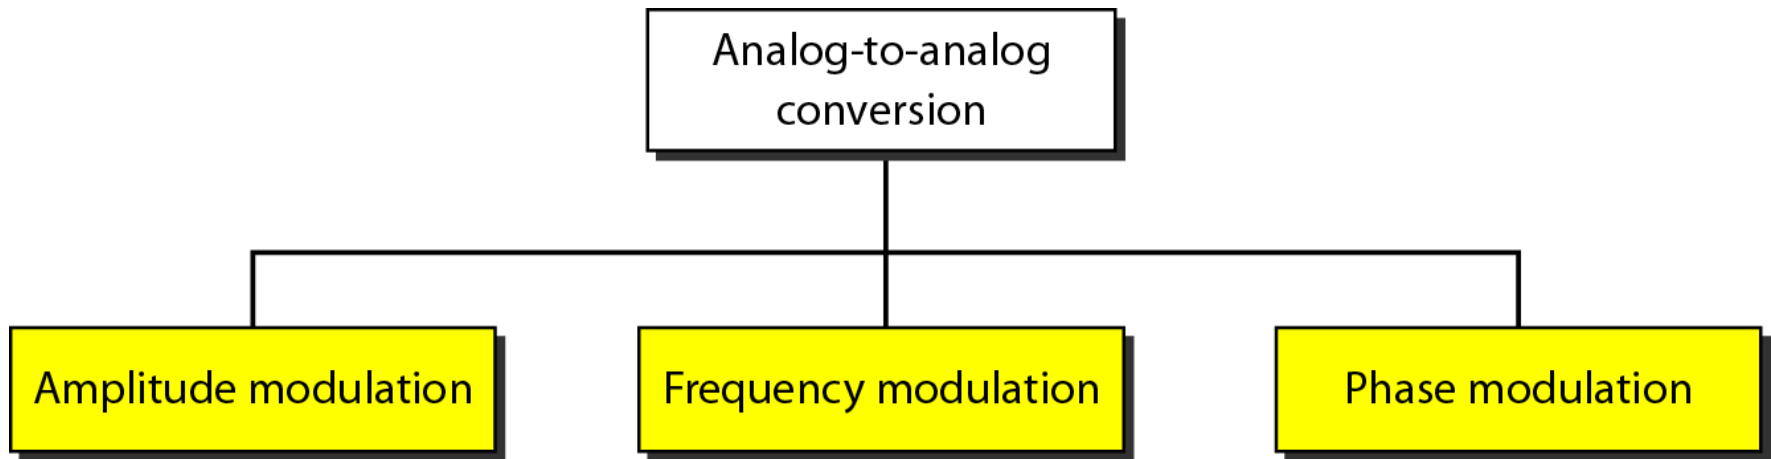 Analog-to-analog
conversion
Amplitude modulation
Frequency modulation
Phase modulation